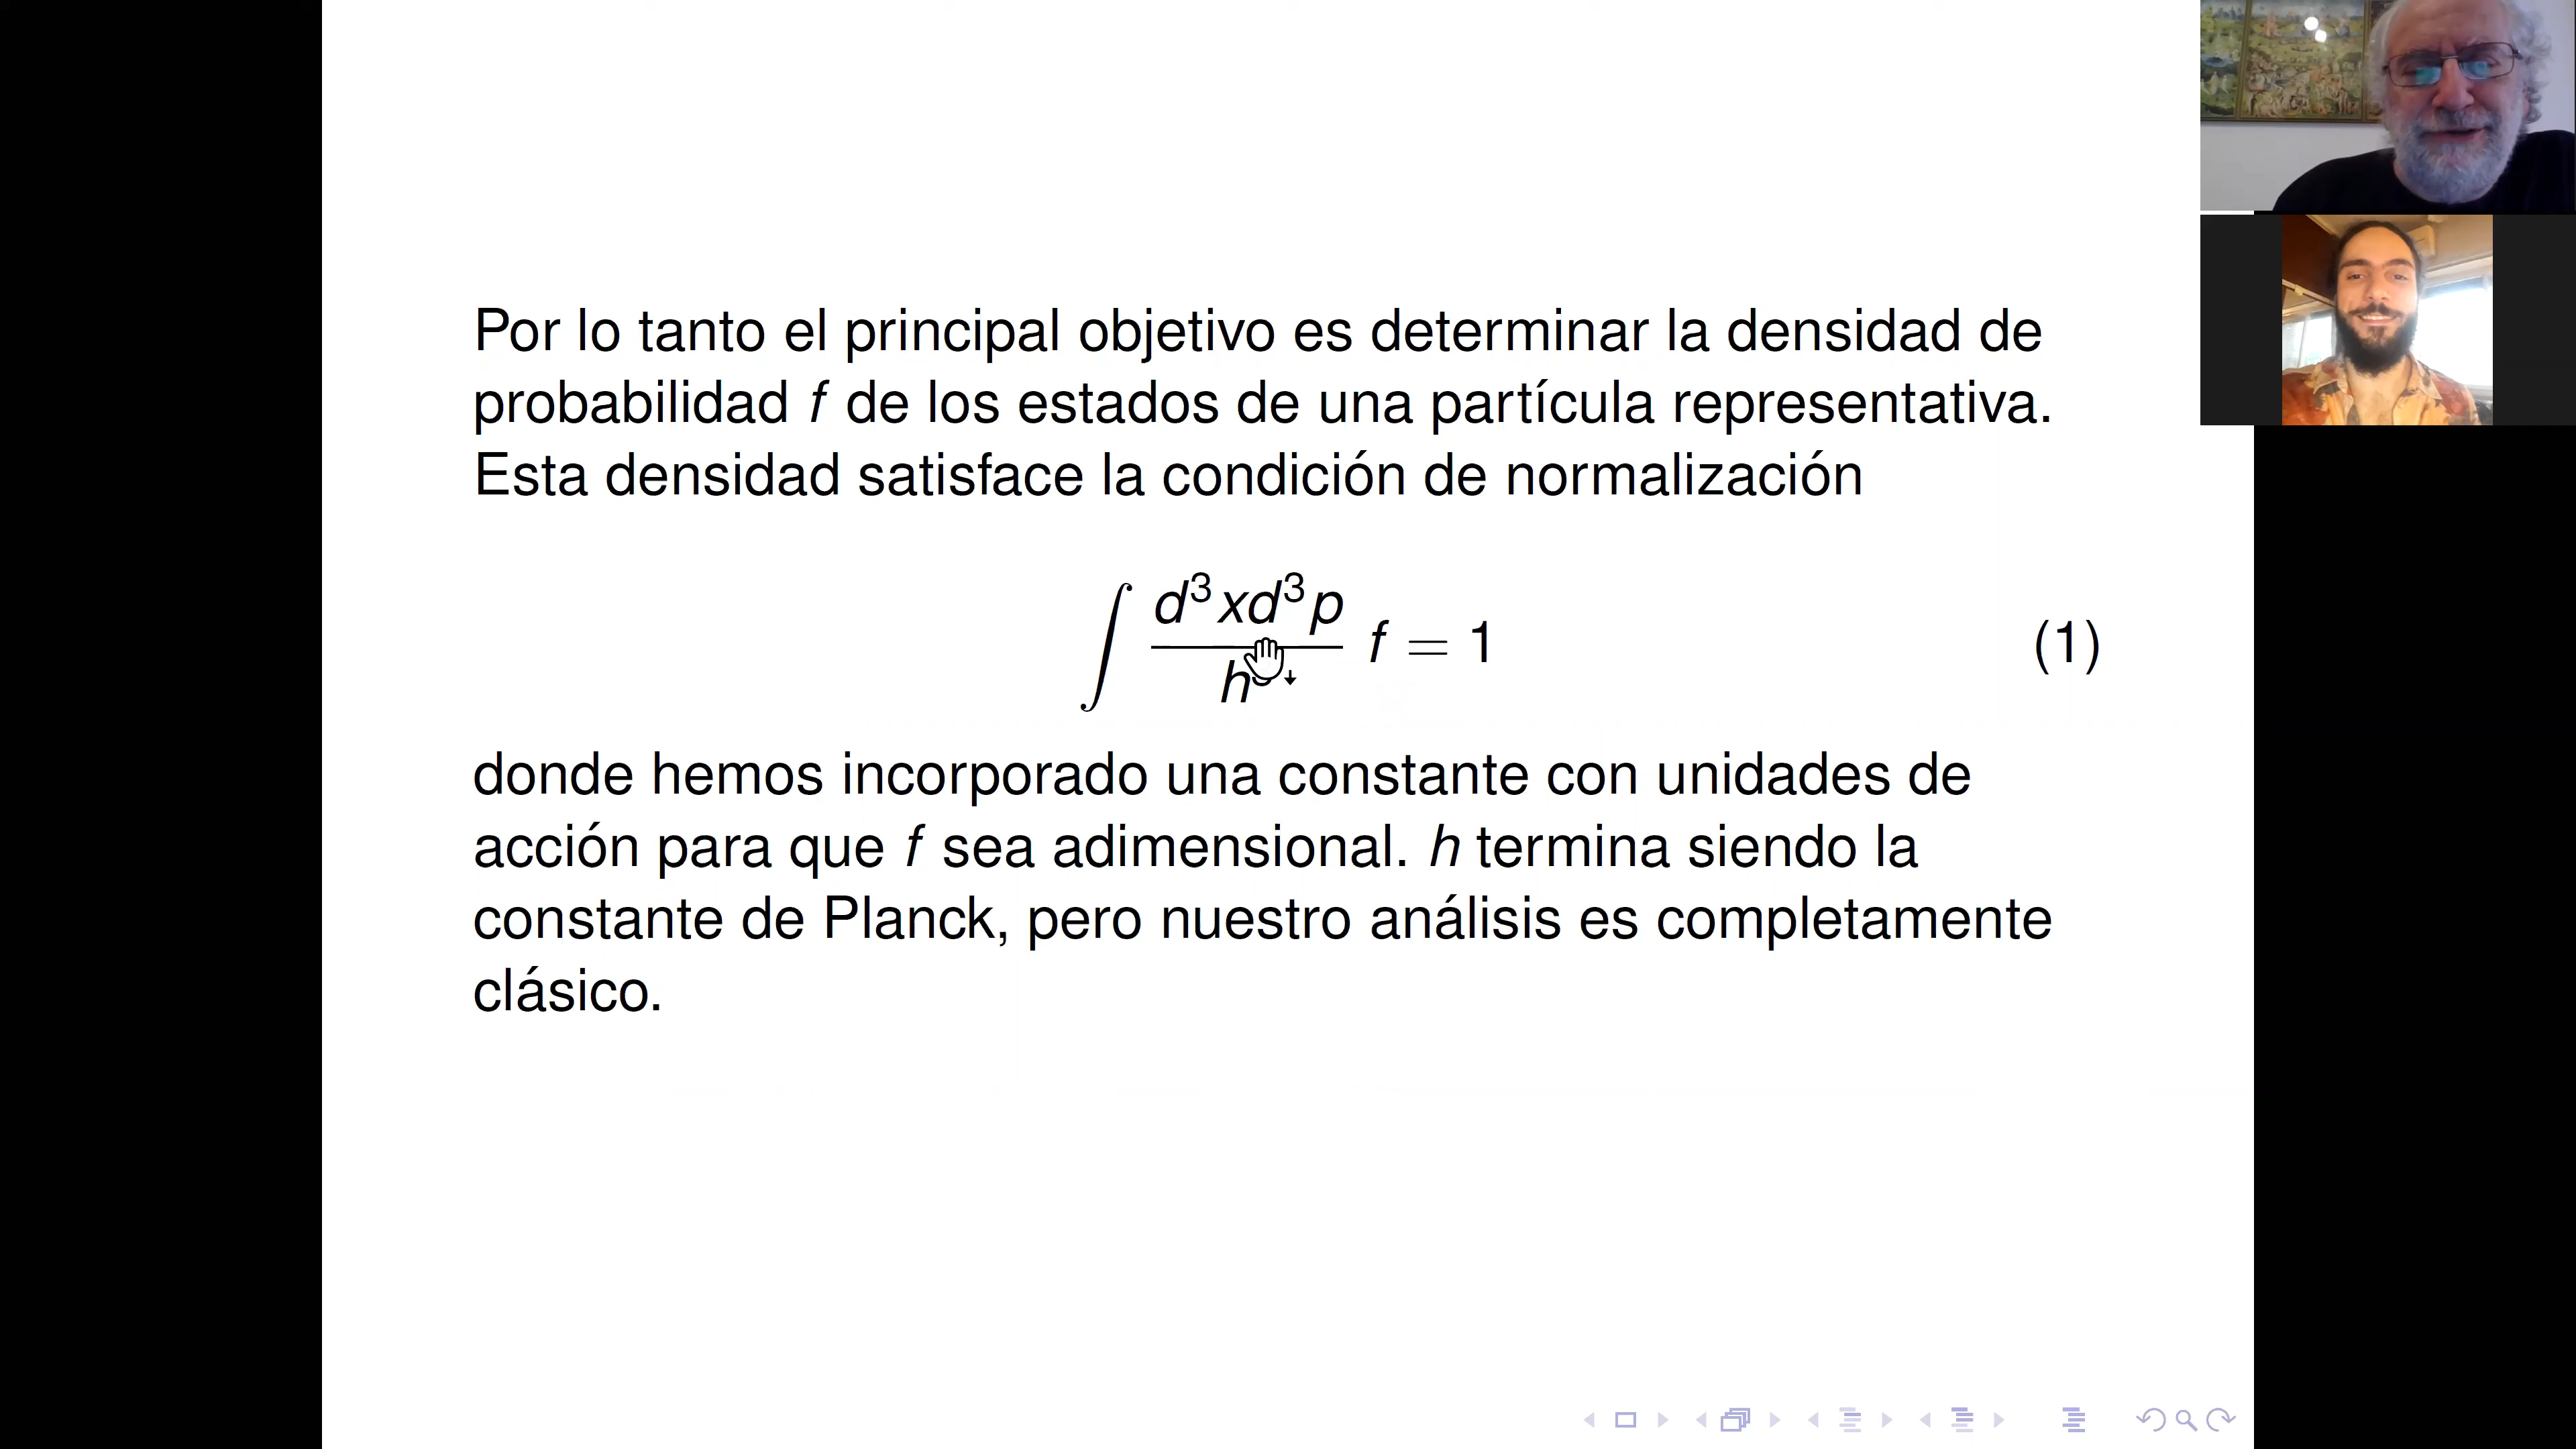 Por lo tanto el principal objetivo es determinar la densidad de
probabilidad f de los estados de una partícula representativa.
Esta densidad satisface la condición de normalización
∫ d³xd³p / h f = 1 (1)
donde hemos incorporado una constante con unidades de
acción para que f sea adimensional. h termina siendo la
constante de Planck, pero nuestro análisis es completamente
clásico.